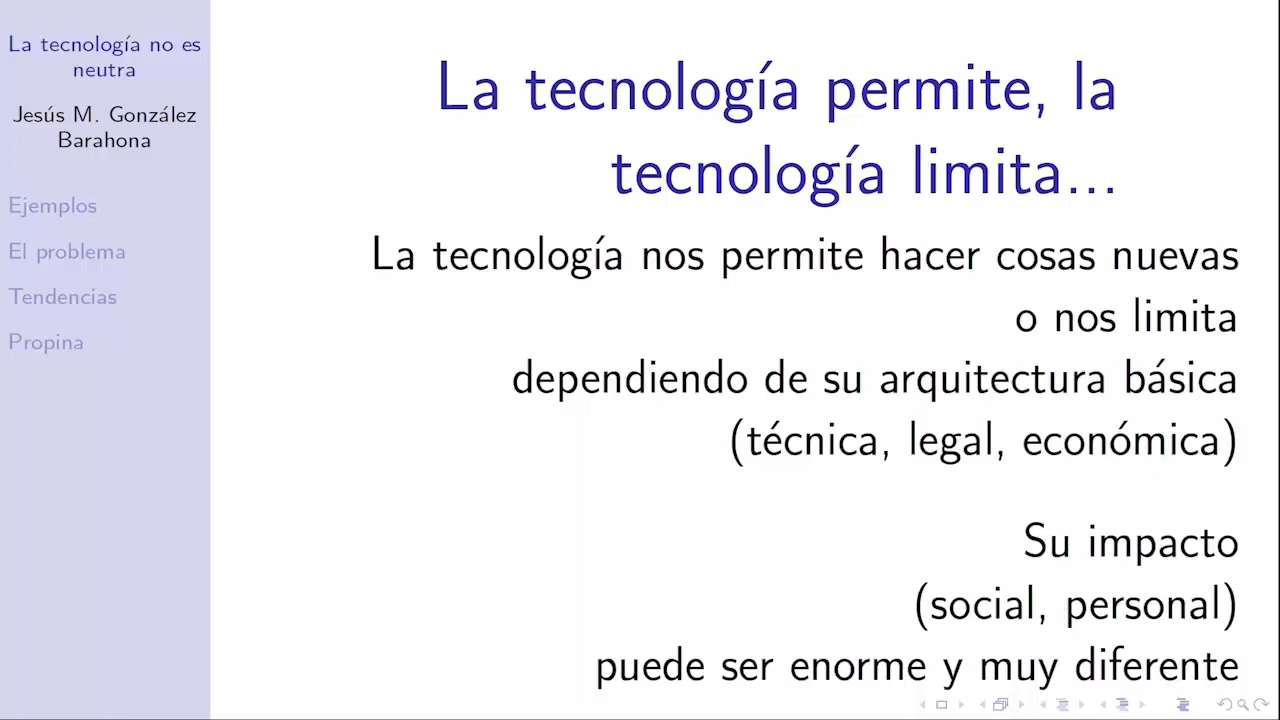 La tecnología no es
neutra
Jesús M. González
Barahona
Ejemplos
El problema
Tendencias
Propina
La tecnología permite, la
tecnología limita...
La tecnología nos permite hacer cosas nuevas
o nos limita
dependiendo de su arquitectura básica
(técnica, legal, económica)
Su impacto
(social, personal)
puede ser enorme y muy diferente